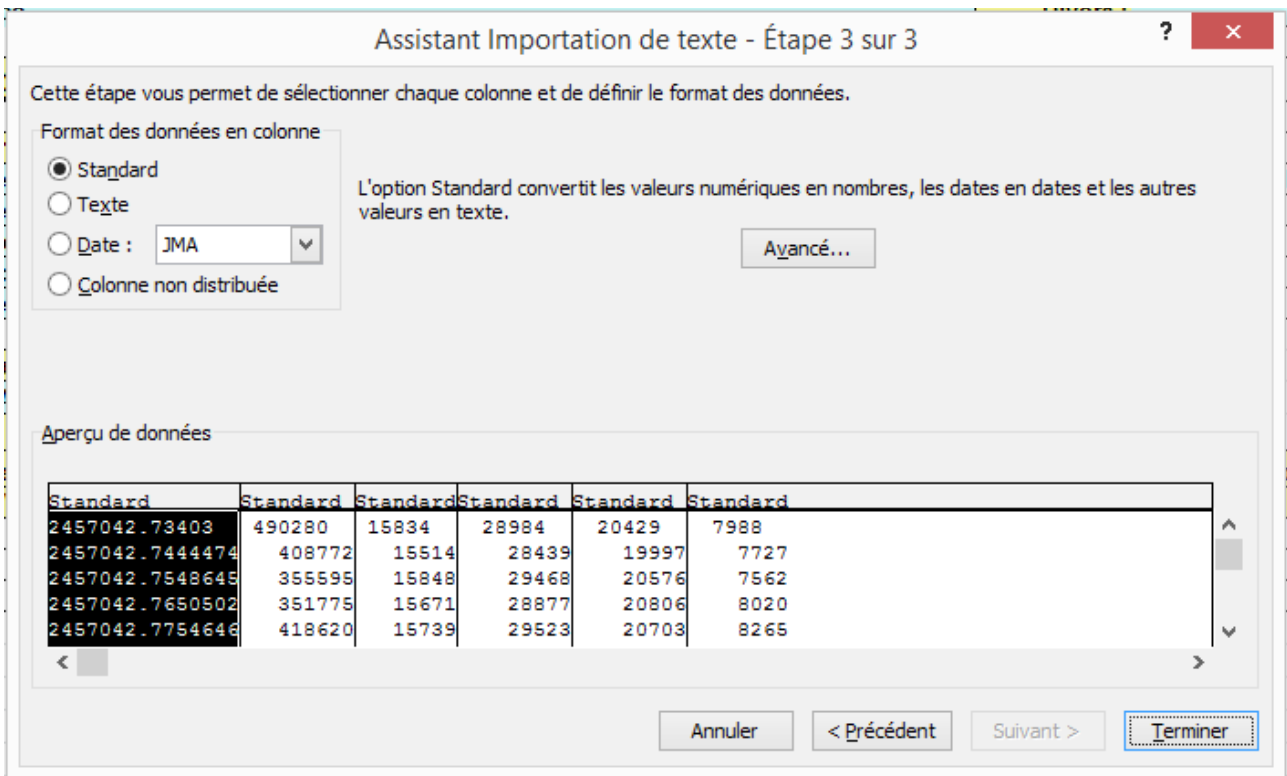 Assistant Importation de texte - Étape 3 sur 3
?
×
Cette étape vous permet de sélectionner chaque colonne et de définir le format des données.
Format des données en colonne
Standard
Texte
Date :
JMA
Colonne non distribuée
L'option Standard convertit les valeurs numériques en nombres, les dates en dates et les autres
valeurs en texte.
Avancé...
Aperçu de données
Standard Standard Standard Standard Standard Standard
2457042.73403 490280 15834 28984 20429 7988
2457042.7444474 408772 15514 28439 19997 7727
2457042.7548645 355595 15848 29468 20576 7562
2457042.7650502 351775 15671 28877 20806 8020
2457042.7754646 418620 15739 29523 20703 8265
Annuler
< Précédent
Suivant >
Terminer